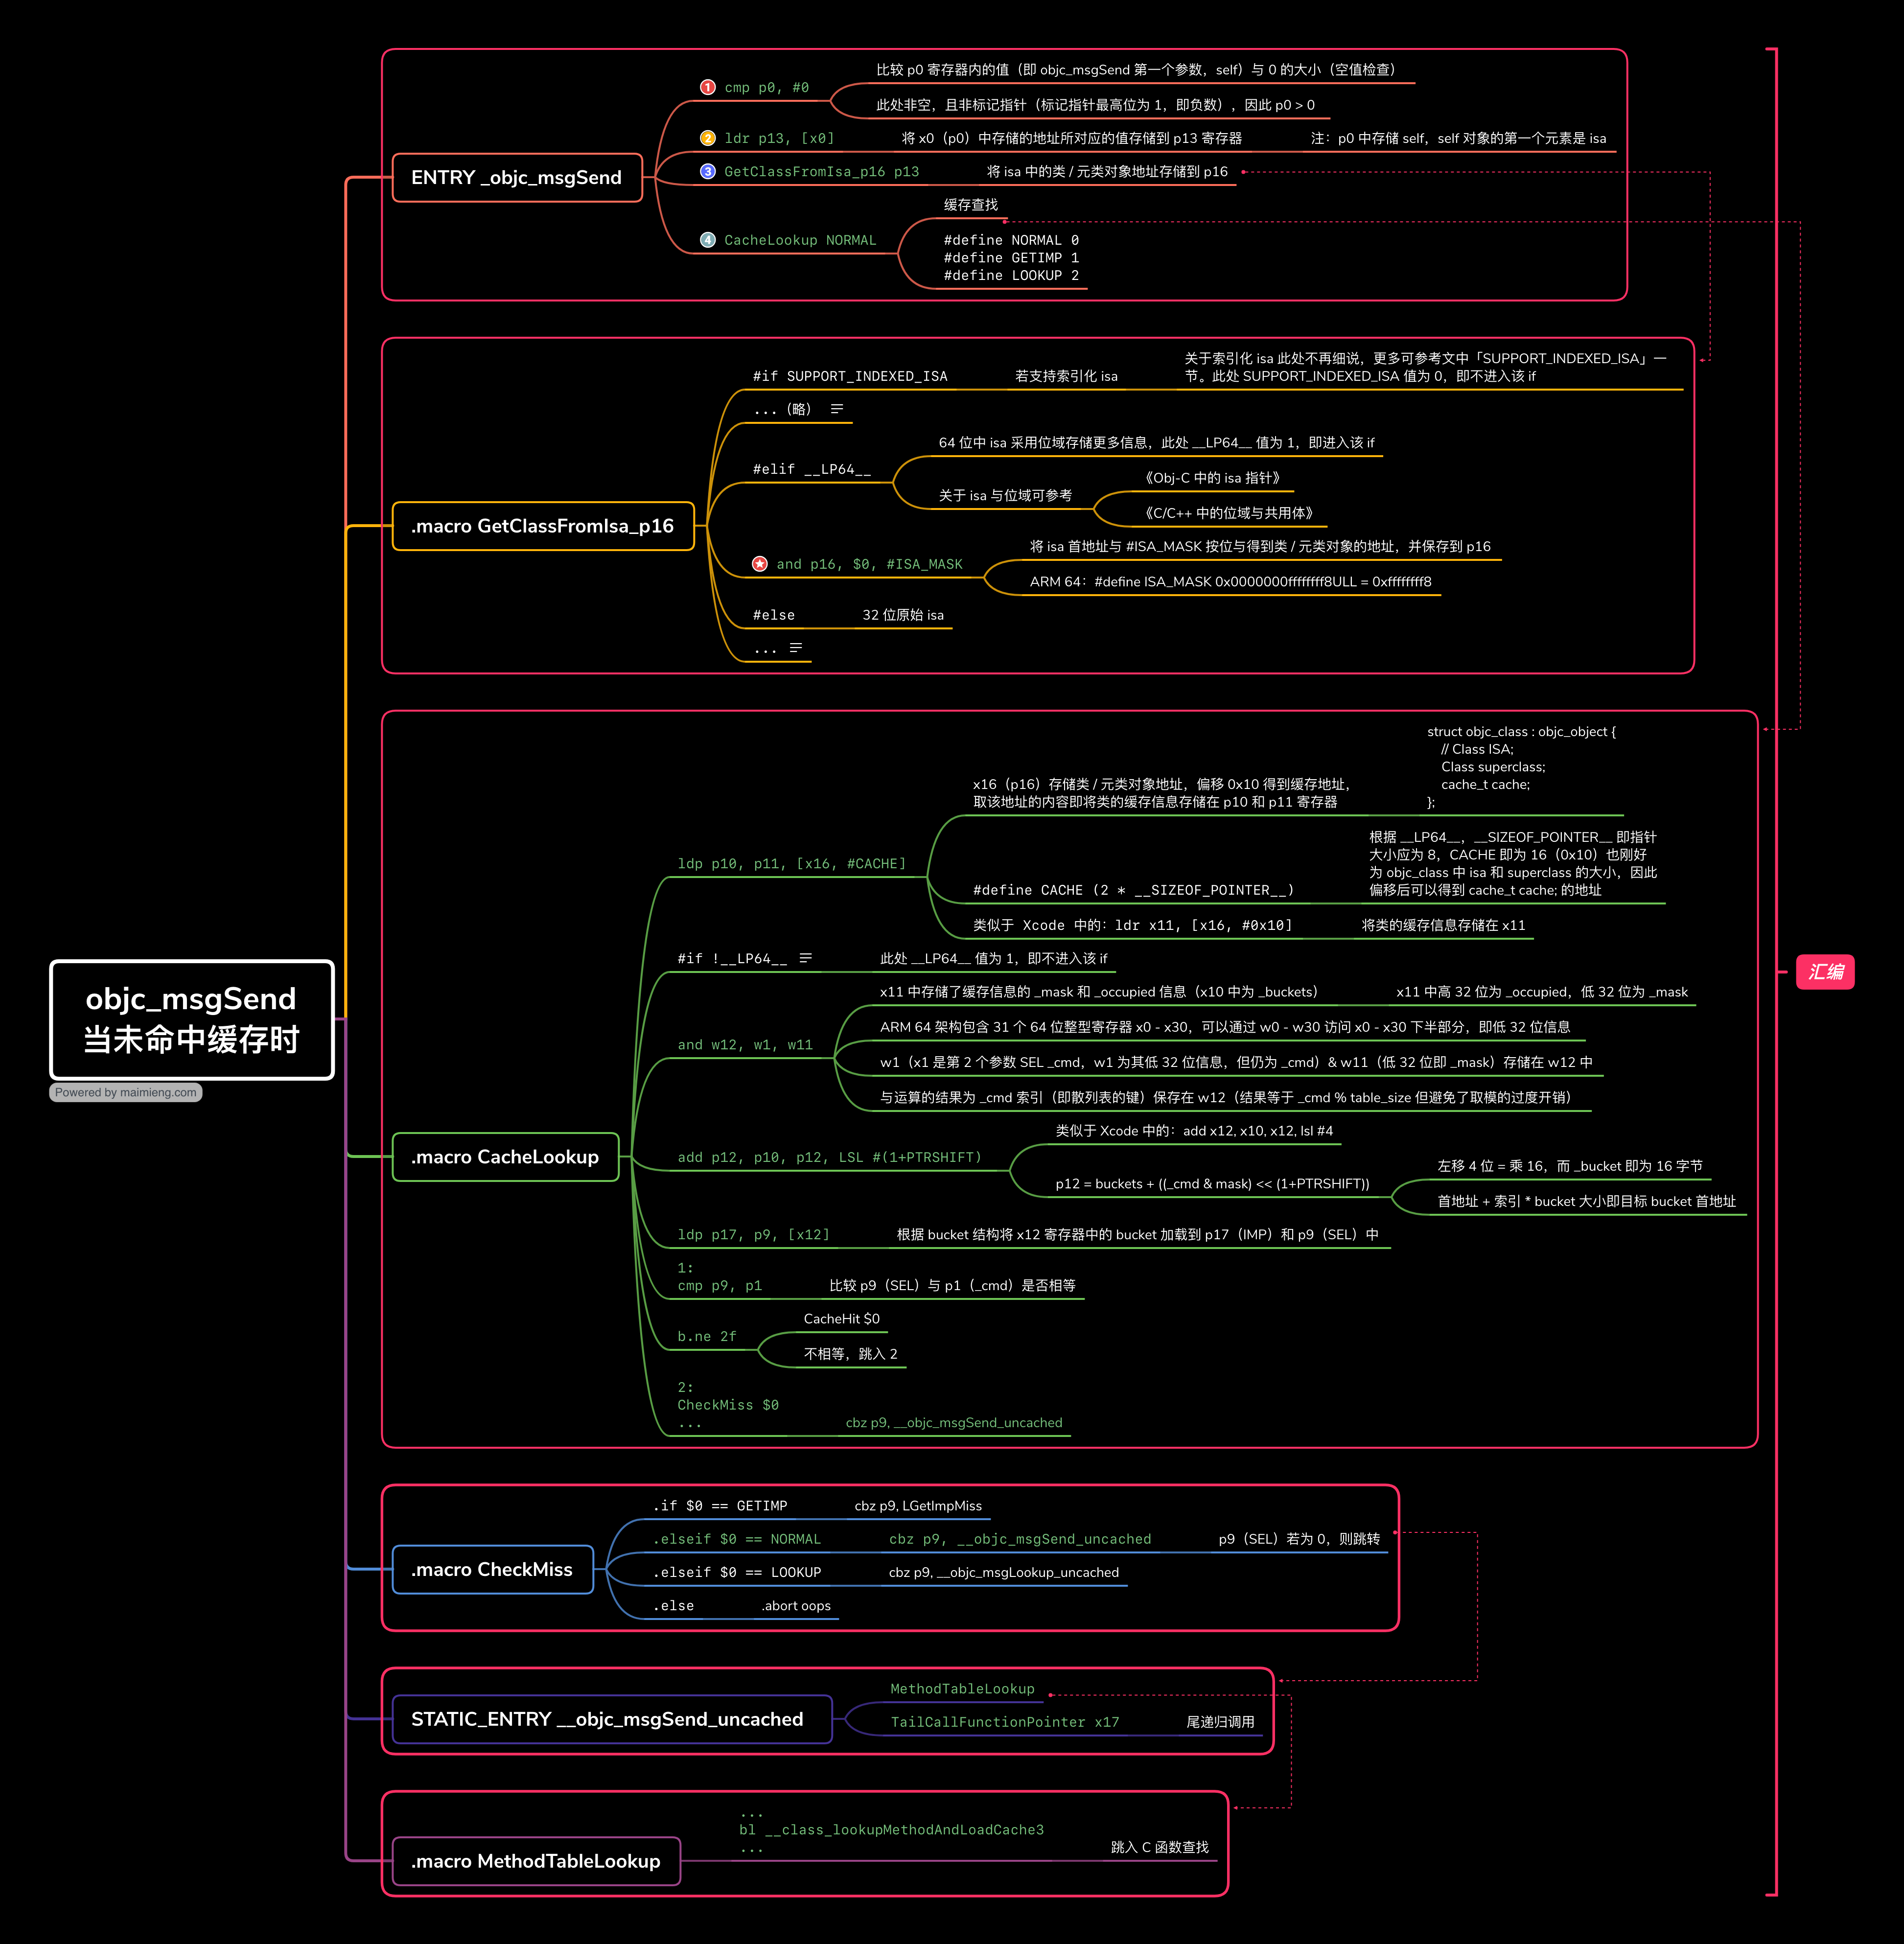 objc_msgSend
当未命中缓存时
Powered by maimieng.com
ENTRY _objc_msgSend
1 cmp p0, #0
比较 p0 寄存器内的值（即 objc_msgSend 第一个参数，self）与 0 的大小（空值检查）
此处非空，且非标记指针（标记指针最高位为 1，即负数），因此 p0 > 0
2 ldr p13, [x0]
将 x0（p0）中存储的地址所对应的值存储到 p13 寄存器
注：p0 中存储 self，self 对象的第一个元素是 isa
3 GetClassFromIsa_p16 p13
将 isa 中的类 / 元类对象地址存储到 p16
4 CacheLookup NORMAL
缓存查找
#define NORMAL 0
#define GETIMP 1
#define LOOKUP 2
.macro GetClassFromIsa_p16
#if SUPPORT_INDEXED_ISA
若支持索引化 isa
关于索引化 isa 此处不再细说，更多可参考文中「SUPPORT_INDEXED_ISA」一
节。此处 SUPPORT_INDEXED_ISA 值为 0，即不进入该 if
...（略）
#elif __LP64__
64 位中 isa 采用位域存储更多信息，此处 __LP64__ 值为 1，即进入该 if
关于 isa 与位域可参考
《Obj-C 中的 isa 指针》
《C/C++ 中的位域与共用体》
and p16, $0, #ISA_MASK
将 isa 首地址与 #ISA_MASK 按位与得到类 / 元类对象的地址，并保存到 p16
ARM 64：#define ISA_MASK 0x0000000ffffffff8ULL = 0xffffffff8
#else
32 位原始 isa
...
.macro CacheLookup
ldp p10, p11, [x16, #CACHE]
x16（p16）存储类 / 元类对象地址，偏移 0x10 得到缓存地址，
取该地址的内容即将类的缓存信息存储在 p10 和 p11 寄存器
struct objc_class : objc_object {
// Class ISA;
Class superclass;
cache_t cache;
};
#define CACHE (2 * __SIZEOF_POINTER__)
根据 __LP64__，__SIZEOF_POINTER__ 即指针
大小应为 8，CACHE 即为 16（0x10）也刚好
为 objc_class 中 isa 和 superclass 的大小，因此
偏移后可以得到 cache_t cache; 的地址
类似于 Xcode 中的：ldr x11, [x16, #0x10]
将类的缓存信息存储在 x11
#if !__LP64__
此处 __LP64__ 值为 1，即不进入该 if
and w12, w1, w11
x11 中存储了缓存信息的 _mask 和 _occupied 信息（x10 中为 _buckets）
x11 中高 32 位为 _occupied，低 32 位为 _mask
ARM 64 架构包含 31 个 64 位整型寄存器 x0 - x30，可以通过 w0 - w30 访问 x0 - x30 下半部分，即低 32 位信息
w1（x1 是第 2 个参数 SEL _cmd，w1 为其低 32 位信息，但仍为 _cmd）& w11（低 32 位即 _mask）存储在 w12 中
与运算的结果为 _cmd 索引（即散列表的键）保存在 w12（结果等于 _cmd % table_size 但避免了取模的过度开销）
add p12, p10, p12, LSL #(1+PTRSHIFT)
类似于 Xcode 中的：add x12, x10, x12, lsl #4
p12 = buckets + ((_cmd & mask) << (1+PTRSHIFT))
左移 4 位 = 乘 16，而 _bucket 即为 16 字节
首地址 + 索引 * bucket 大小即目标 bucket 首地址
ldp p17, p9, [x12]
根据 bucket 结构将 x12 寄存器中的 bucket 加载到 p17（IMP）和 p9（SEL）中
1:
cmp p9, p1
比较 p9（SEL）与 p1（_cmd）是否相等
b.ne 2f
CacheHit $0
不相等，跳入 2
2:
CheckMiss $0
...
cbz p9, __objc_msgSend_uncached
.macro CheckMiss
.if $0 == GETIMP
cbz p9, LGetImpMiss
.elseif $0 == NORMAL
cbz p9, __objc_msgSend_uncached
p9（SEL）若为 0，则跳转
.elseif $0 == LOOKUP
cbz p9, __objc_msgLookup_uncached
.else
.abort oops
STATIC_ENTRY __objc_msgSend_uncached
MethodTableLookup
TailCallFunctionPointer x17
尾递归调用
.macro MethodTableLookup
...
bl __class_lookupMethodAndLoadCache3
...
跳入 C 函数查找
汇编